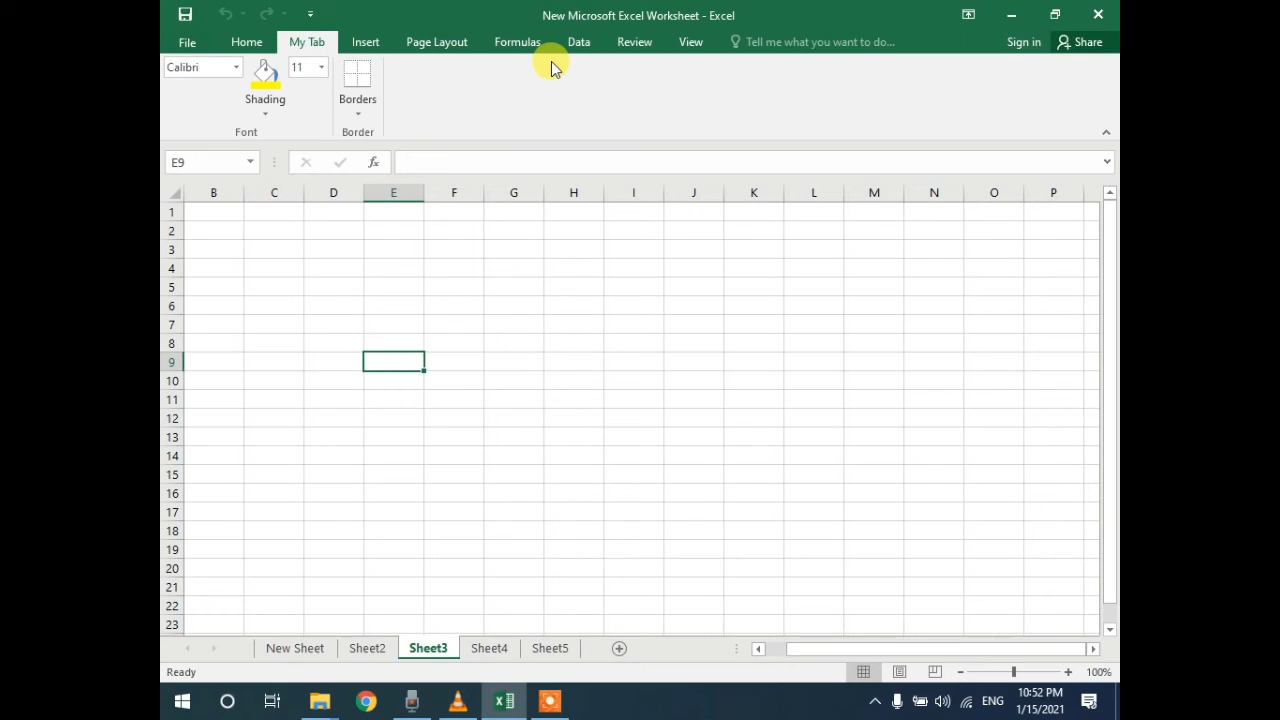 New Microsoft Excel Worksheet - Excel
File Home My Tab Insert Page Layout Formulas Data Review View Tell me what you want to do... Sign in Share
Calibri 11
Shading Borders
Font Border
E9 fx
B C D E F G H I J K L M N O P
1
2
3
4
5
6
7
8
9
10
11
12
13
14
15
16
17
18
19
20
21
22
23
New Sheet Sheet2 Sheet3 Sheet4 Sheet5
Ready 100%
ENG 10:52 PM
1/15/2021